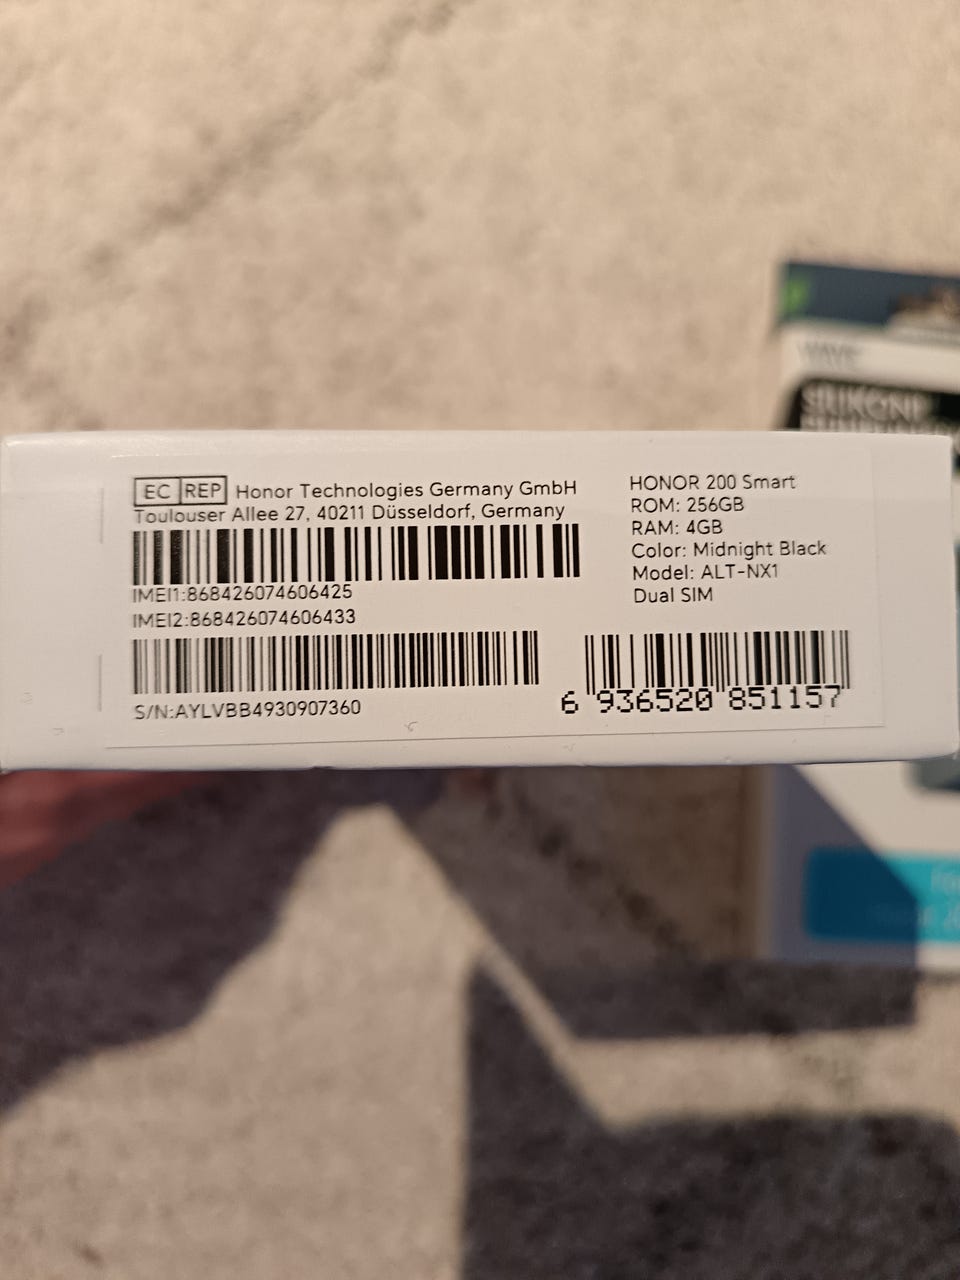 EC REP Honor Technologies Germany GmbH
Toulouser Allee 27, 40211 Düsseldorf, Germany
IMEI1:868426074606425
IMEI2:868426074606433
S/N:AYLVBB4930907360
HONOR 200 Smart
ROM: 256GB
RAM: 4GB
Color: Midnight Black
Model: ALT-NX1
Dual SIM
6 936520 851157
WAVE